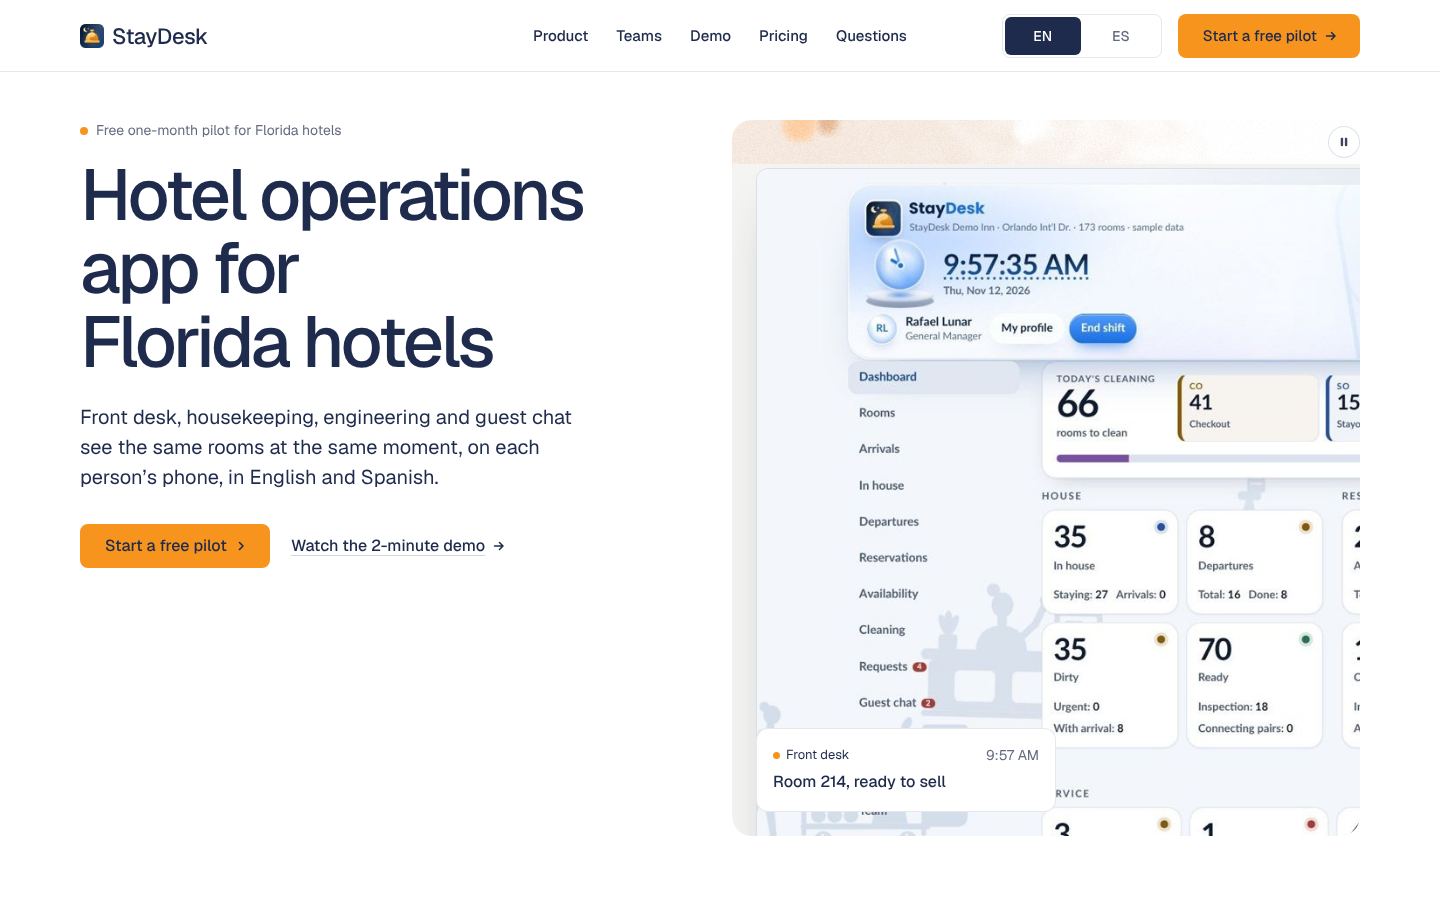 StayDesk
Product
Teams
Demo
Pricing
Questions
EN
ES
Start a free pilot →
Free one-month pilot for Florida hotels
Hotel operations
app for
Florida hotels
Front desk, housekeeping, engineering and guest chat
see the same rooms at the same moment, on each
person’s phone, in English and Spanish.
Start a free pilot ›
Watch the 2-minute demo →
StayDesk
StayDesk Demo Inn · Orlando Int'l Dr. · 173 rooms · sample data
9:57:35 AM
Thu, Nov 12, 2026
RL
Rafael Lunar
General Manager
My profile
End shift
Dashboard
Rooms
Arrivals
In house
Departures
Reservations
Availability
Cleaning
Requests 4
Guest chat 2
Team
TODAY'S CLEANING
66
rooms to clean
CO
41
Checkout
SO
15
Stayo
HOUSE
RES
35
In house
Staying: 27 Arrivals: 0
8
Departures
Total: 16 Done: 8
35
Dirty
Urgent: 0
With arrival: 8
70
Ready
Inspection: 18
Connecting pairs: 0
RVICE
3
1
Front desk
9:57 AM
Room 214, ready to sell